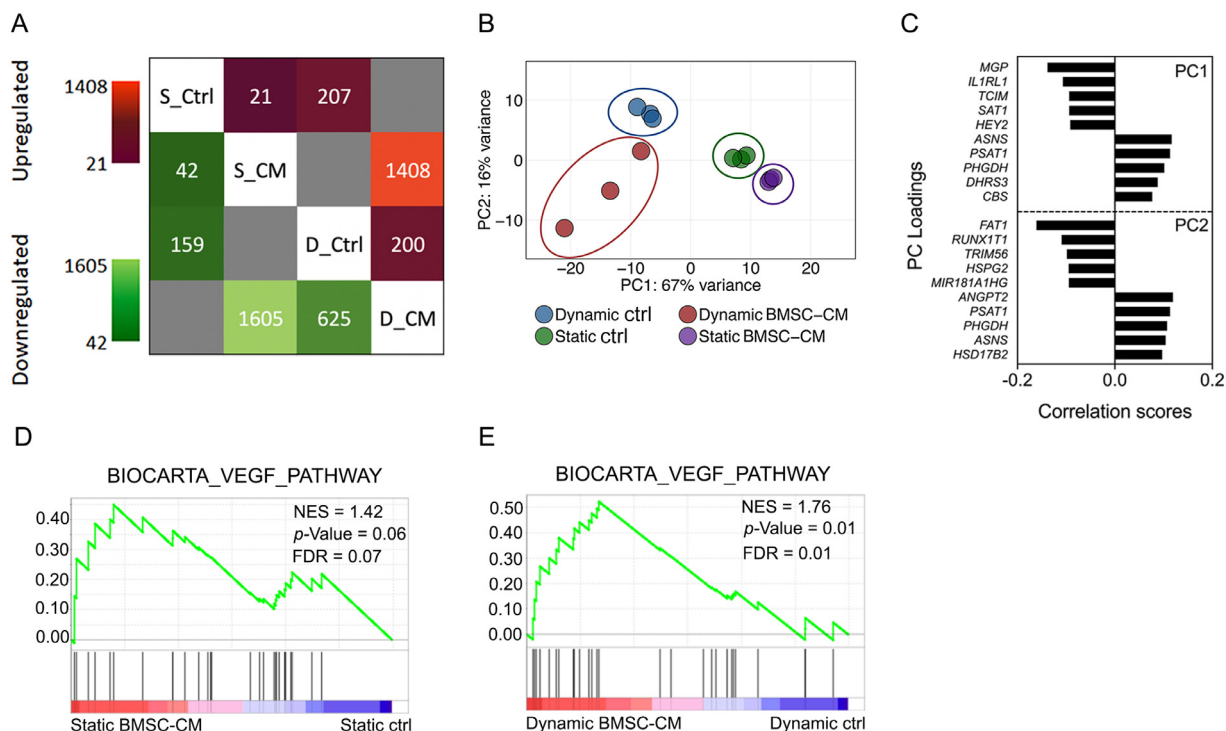 A
Upregulated
1408
21
Downregulated
1605
42
S_Ctrl 21 207
42 S_CM 1408
159 D_Ctrl 200
1605 625 D_CM
B
PC2: 16% variance
10
0
−10
−20 −10 0 10 20
PC1: 67% variance
Dynamic ctrl Dynamic BMSC−CM
Static ctrl Static BMSC−CM
C
PC Loadings
PC1
MGP
IL1RL1
TCIM
SAT1
HEY2
ASNS
PSAT1
PHGDH
DHRS3
CBS
PC2
FAT1
RUNX1T1
TRIM56
HSPG2
MIR181A1HG
ANGPT2
PSAT1
PHGDH
ASNS
HSD17B2
-0.2 0.0 0.2
Correlation scores
D
BIOCARTA_VEGF_PATHWAY
NES = 1.42
p-Value = 0.06
FDR = 0.07
0.40
0.30
0.20
0.10
0.00
Static BMSC-CM Static ctrl
E
BIOCARTA_VEGF_PATHWAY
NES = 1.76
p-Value = 0.01
FDR = 0.01
0.50
0.40
0.30
0.20
0.10
0.00
Dynamic BMSC-CM Dynamic ctrl